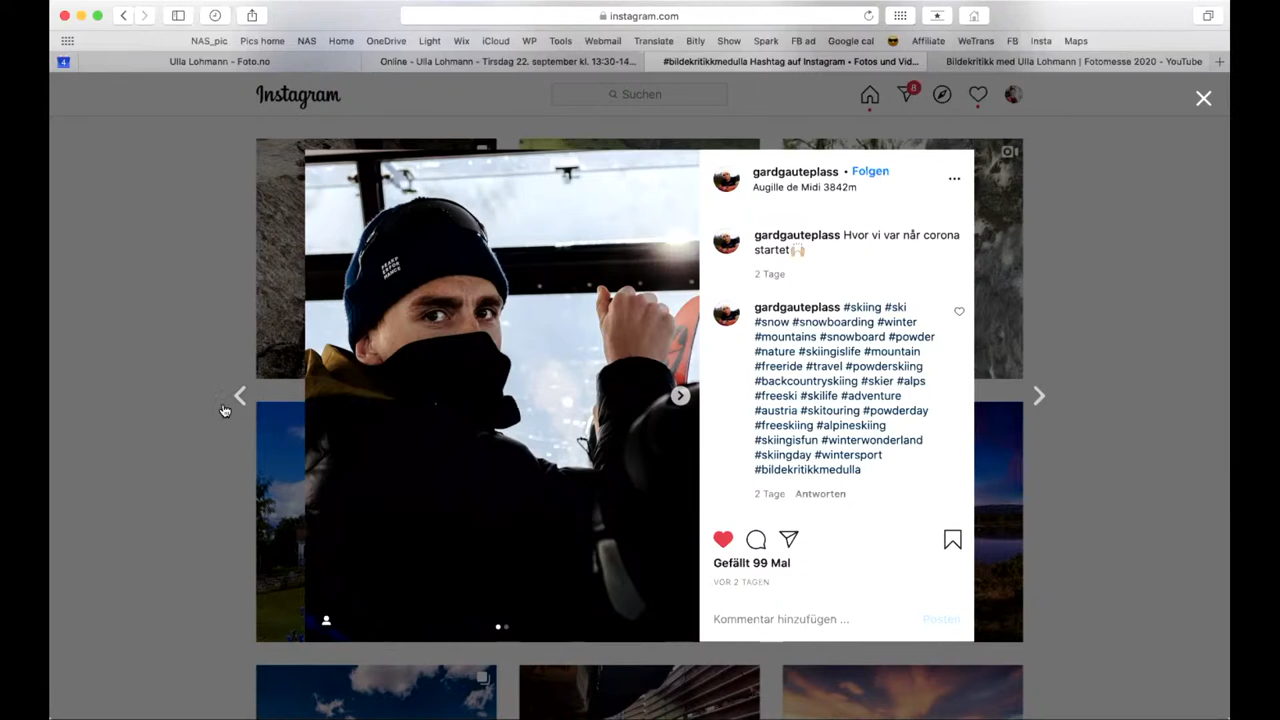 instagram.com
NAS_pic Pics home NAS Home OneDrive Light Wix iCloud WP Tools Webmail Translate Bitly Show Spark FB ad Google cal Affiliate WeTrans FB Insta Maps
4 Ulla Lohmann - Foto.no Online - Ulla Lohmann - Tirsdag 22. september kl. 13:30-14... #bildekritikkmedulla Hashtag auf Instagram • Fotos und Vid... Bildekritikk med Ulla Lohmann | Fotomesse 2020 - YouTube
Instagram
Suchen
8
gardgauteplass • Folgen
Augille de Midi 3842m
gardgauteplass Hvor vi var når corona
startet🙌🏼
2 Tage
gardgauteplass #skiing #ski
#snow #snowboarding #winter
#mountains #snowboard #powder
#nature #skiingislife #mountain
#freeride #travel #powderskiing
#backcountryskiing #skier #alps
#freeski #skilife #adventure
#austria #skitouring #powderday
#freeskiing #alpineskiing
#skiingisfun #winterwonderland
#skiingday #wintersport
#bildekritikkmedulla
2 Tage Antworten
Gefällt 99 Mal
VOR 2 TAGEN
Kommentar hinzufügen ... Posten
PEAK
PERFOR
MANCE